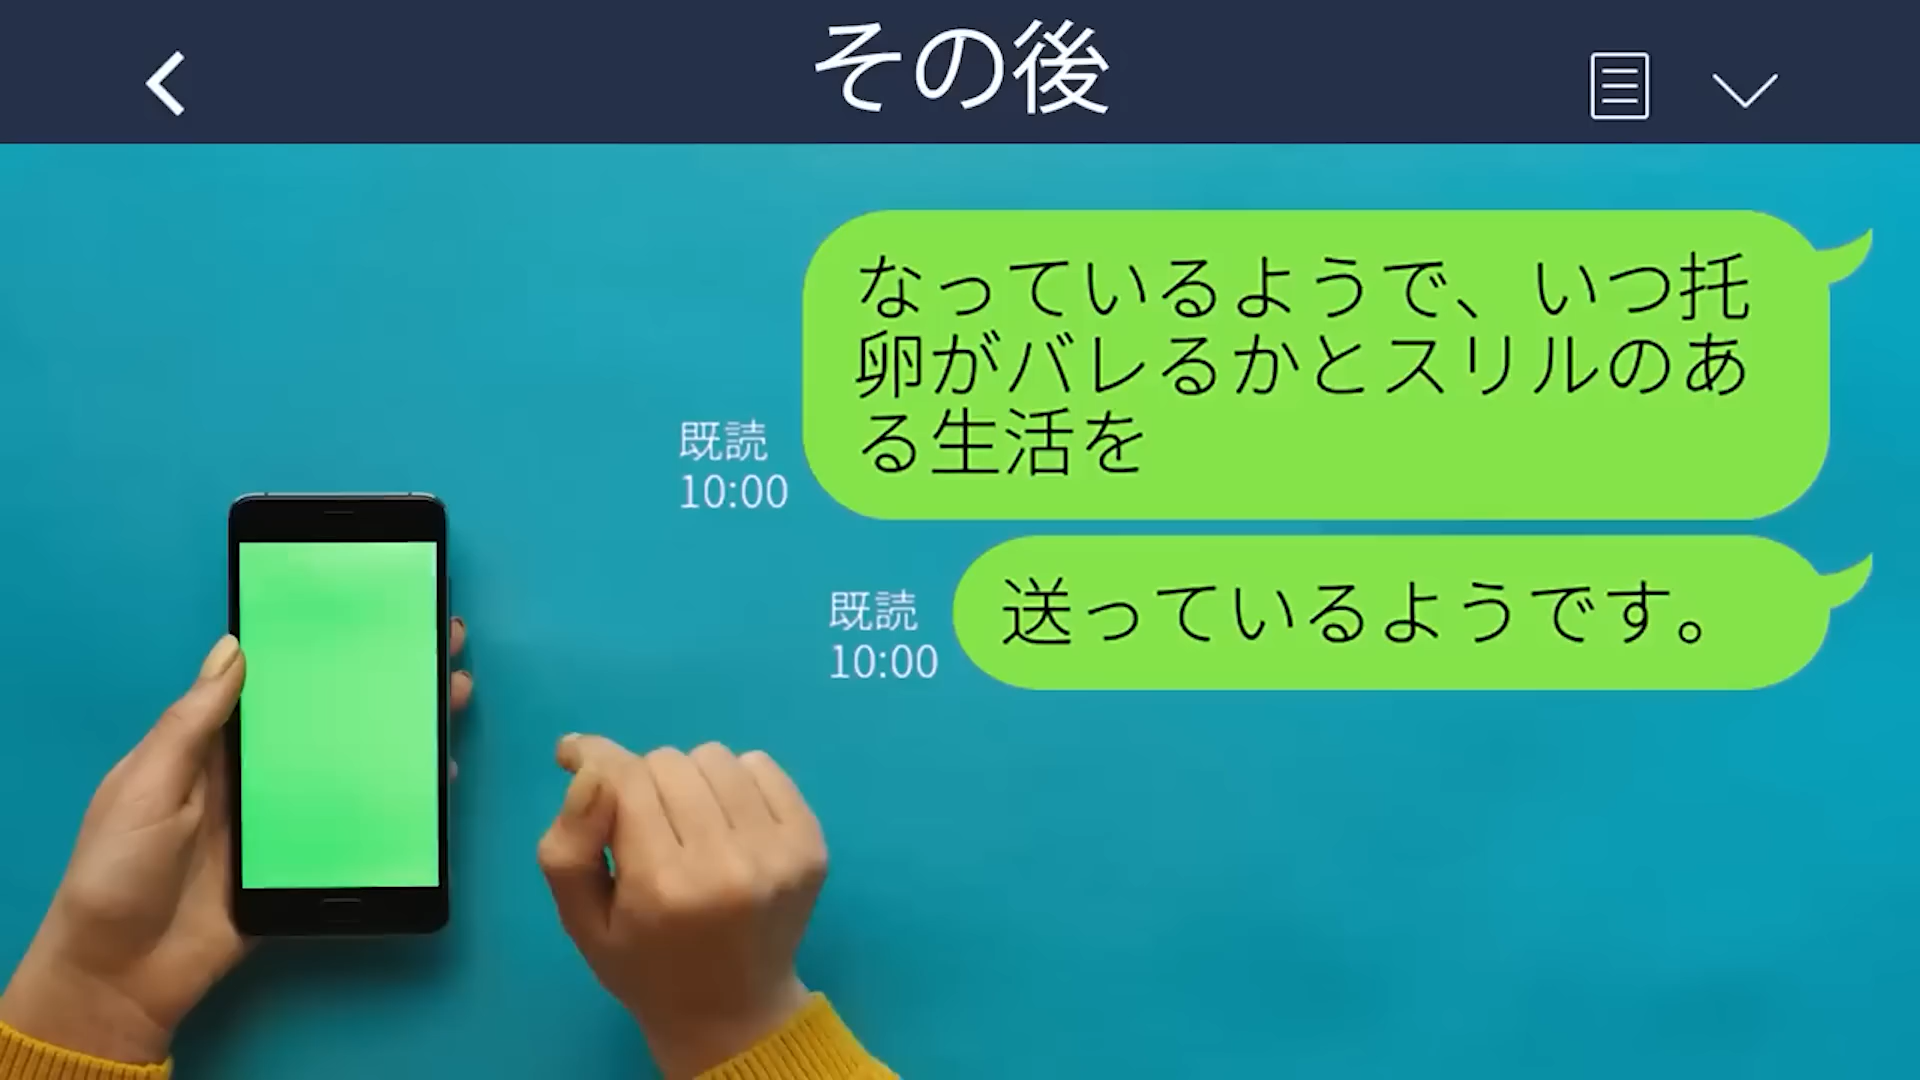 その後
なっているようで、いつ托
卵がバレるかとスリルのあ
る生活を
既読
10:00
送っているようです。
既読
10:00